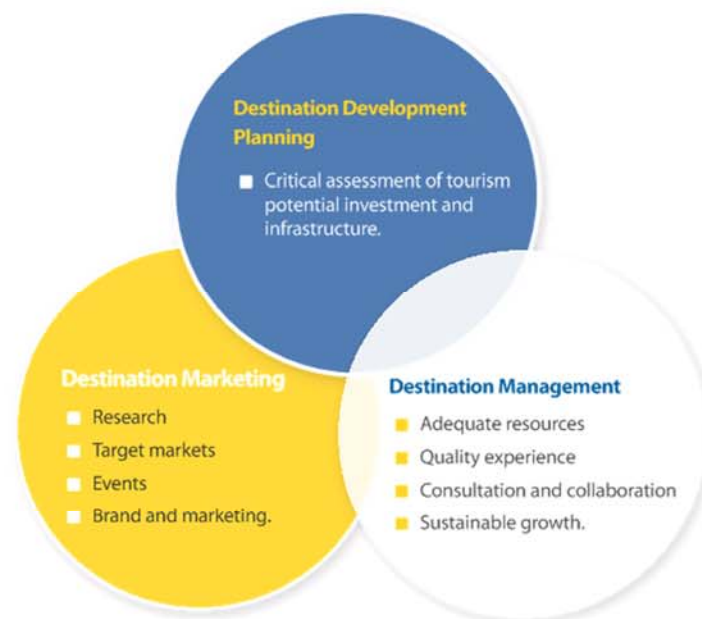 Destination Development
Planning
Critical assessment of tourism
potential investment and
infrastructure.
Destination Marketing
Research
Target markets
Events
Brand and marketing.
Destination Management
Adequate resources
Quality experience
Consultation and collaboration
Sustainable growth.